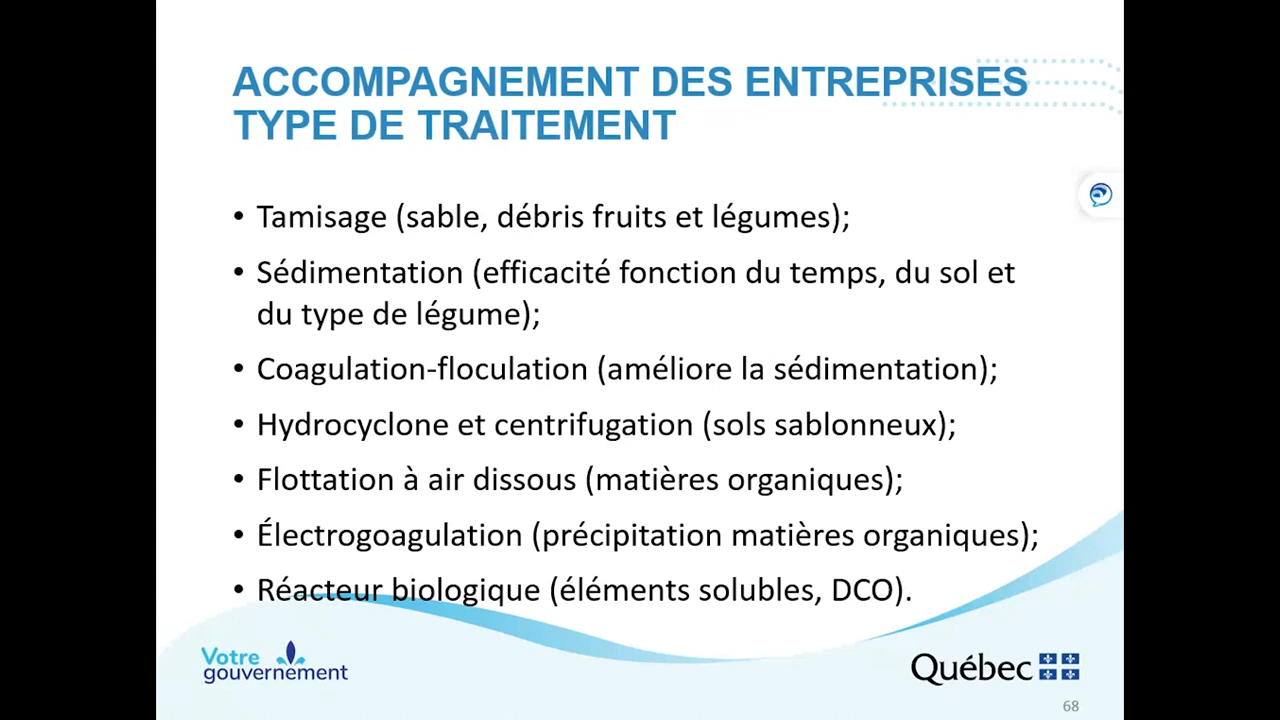 ACCOMPAGNEMENT DES ENTREPRISES
TYPE DE TRAITEMENT
• Tamisage (sable, débris fruits et légumes);
• Sédimentation (efficacité fonction du temps, du sol et
du type de légume);
• Coagulation-floculation (améliore la sédimentation);
• Hydrocyclone et centrifugation (sols sablonneux);
• Flottation à air dissous (matières organiques);
• Électrogoagulation (précipitation matières organiques);
• Réacteur biologique (éléments solubles, DCO).
Votre
gouvernement
Québec
68